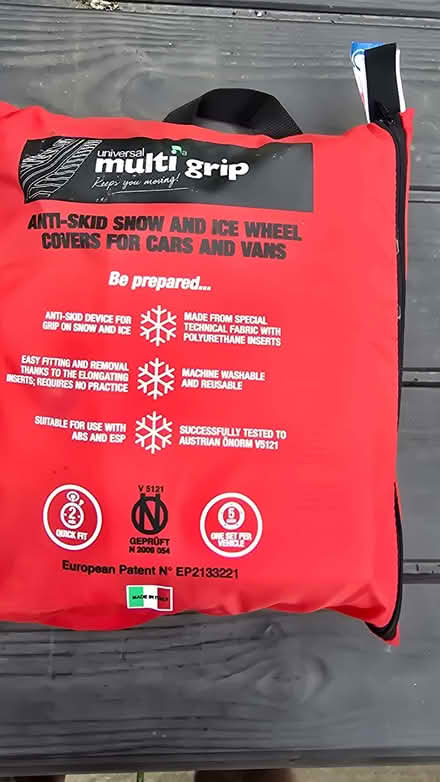 universal
multi grip
Keeps you moving!
ANTI-SKID SNOW AND ICE WHEEL
COVERS FOR CARS AND VANS
Be prepared...
ANTI-SKID DEVICE FOR
GRIP ON SNOW AND ICE
MADE FROM SPECIAL
TECHNICAL FABRIC WITH
POLYURETHANE INSERTS
EASY FITTING AND REMOVAL
THANKS TO THE ELONGATING
INSERTS; REQUIRES NO PRACTICE
MACHINE WASHABLE
AND REUSABLE
SUITABLE FOR USE WITH
ABS AND ESP
SUCCESSFULLY TESTED TO
AUSTRIAN ÖNORM V5121
2
QUICK FIT
V 5121
N
GEPRÜFT
N 2009 054
ONE SET PER
VEHICLE
European Patent N° EP2133221
MADE IN ITALY